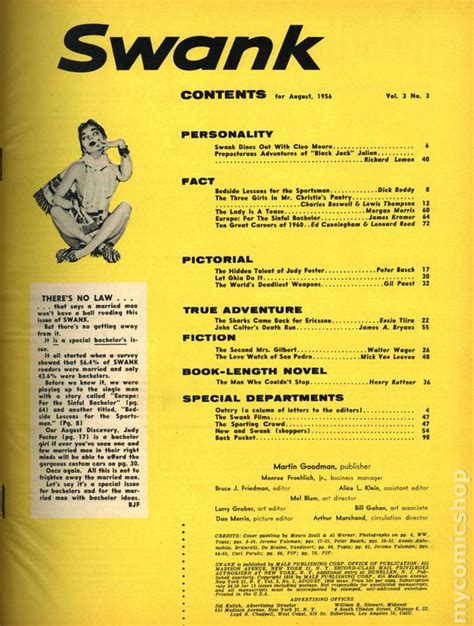 Swank
CONTENTS for August, 1956 Vol. 3 No. 3
PERSONALITY
Swank Dines Out With Cleo Moore 6
Preposterous Adventures of "Black Jack" Julian
Richard Lemon 40
FACT
Bedside Lessons for the Sportsman Dick Reddy 8
The Three Girls In Mr. Christie's Pantry
Charles Boswell & Lewis Thompson 12
The Lady Is A Tease Morgan Morris 60
Europe: For The Sinful Bachelor James Kramer 64
Ten Great Careers of 1960 Ed Cunningham & Leonard Reed 72
PICTORIAL
The Hidden Talent of Judy Foster Peter Basch 17
Let Ghia Do It 30
The World's Deadliest Weapons Gil Paust 32
TRUE ADVENTURE
The Sharks Came Back for Ericson Ensio Tiira 22
John Colter's Death Run James A. Bryans 55
FICTION
The Second Mrs. Gilbert Walter Wager 26
The Love Watch of San Pedro Mick Van Leuven 48
BOOK-LENGTH NOVEL
The Man Who Couldn't Stop Henry Kuttner 36
SPECIAL DEPARTMENTS
Outcry (a column of letters to the editors) 4
The Swank Films 47
The Sporting Crowd 47
New and Swank (shoppers) 54
Back Pocket 98
THERE'S NO LAW . . .
. . . that says a married man
won't have a ball reading this
issue of SWANK.
But there's no getting away
from it.
It is a special bachelor's issue.
It all started when a survey
showed that 56.4% of SWANK
readers were married and only
43.6% were bachelors.
Before we knew it, we were
playing up to the single man
with a story called "Europe:
For the Sinful Bachelor" (pg.
64) and another titled, "Bedside
Lessons for the Sportsman."
(Pg. 8)
Our August Discovery, Judy
Foster (pg. 17) is a bachelor
girl if ever you've seen one and
few married men in their right
minds will be able to afford the
gorgeous custom cars on pg. 30.
Once again. All this is not to
frighten away the married man.
Let's say it's a special issue
for bachelors and for the married
man with bachelor ideas.
BJF
Martin Goodman, publisher
Monroe Froehlich, jr., business manager
Bruce J. Friedman, editor Alice L. Klein, assistant editor
Mel Blum, art director
Larry Graber, art editor Bill Gahan, art associate
Dan Merrin, picture editor Arthur Marchand, circulation director
ADVERTISING OFFICES
mycomicshop